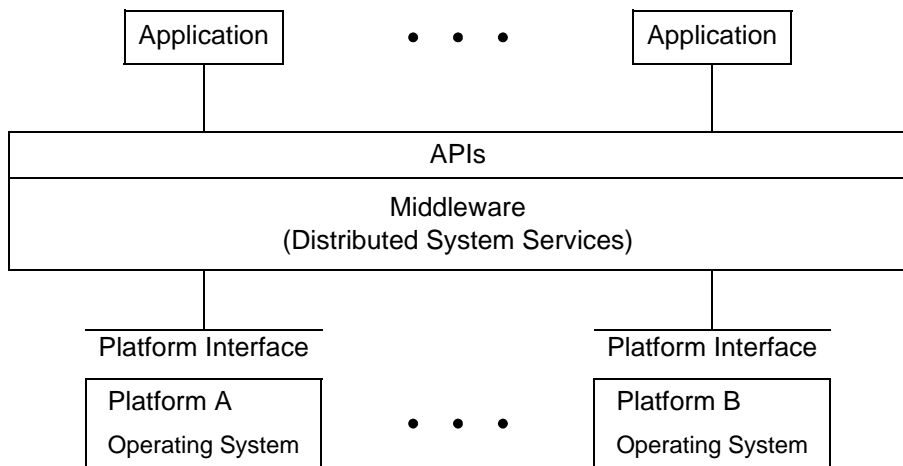 Application
Application
APIs
Middleware
(Distributed System Services)
Platform Interface
Platform Interface
Platform A
Operating System
Platform B
Operating System